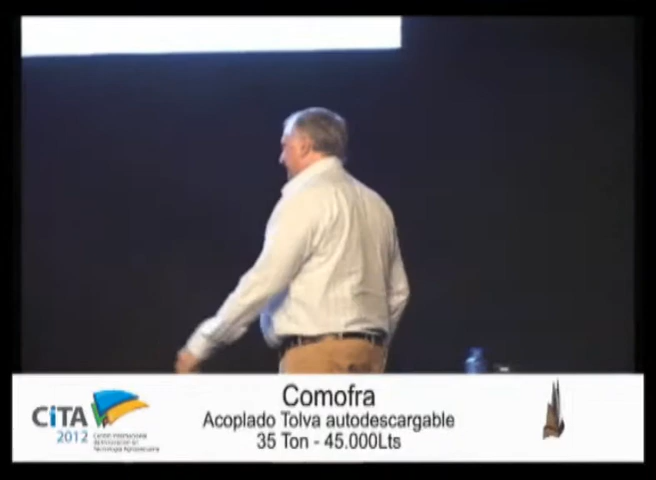 Comofra
Acoplado Tolva autodescargable
35 Ton - 45.000Lts
CiTA
2012